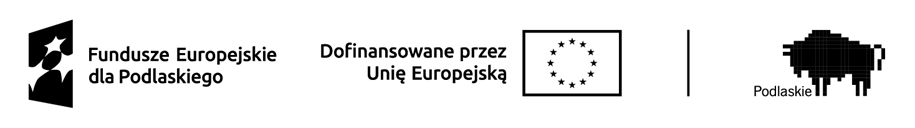 Fundusze Europejskie
dla Podlaskiego
Dofinansowane przez
Unię Europejską
Podlaskie